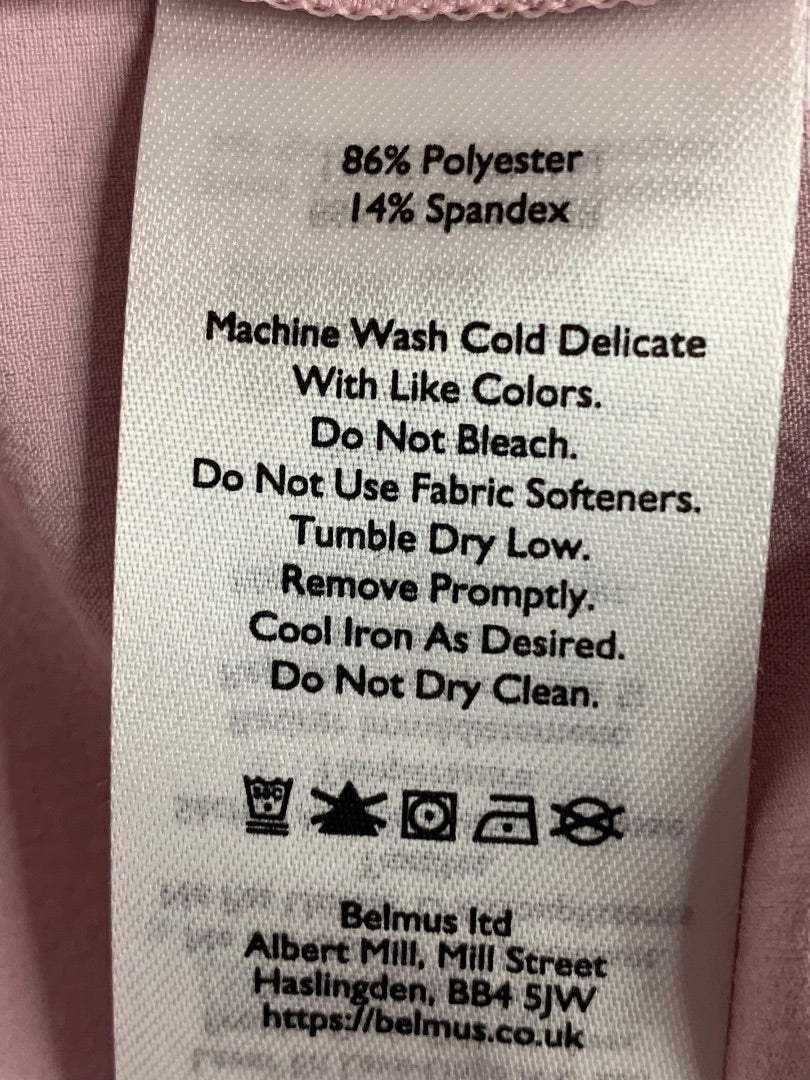 86% Polyester
14% Spandex
Machine Wash Cold Delicate
With Like Colors.
Do Not Bleach.
Do Not Use Fabric Softeners.
Tumble Dry Low.
Remove Promptly.
Cool Iron As Desired.
Do Not Dry Clean.
Belmus ltd
Albert Mill, Mill Street
Haslingden, BB4 5JW
https://belmus.co.uk